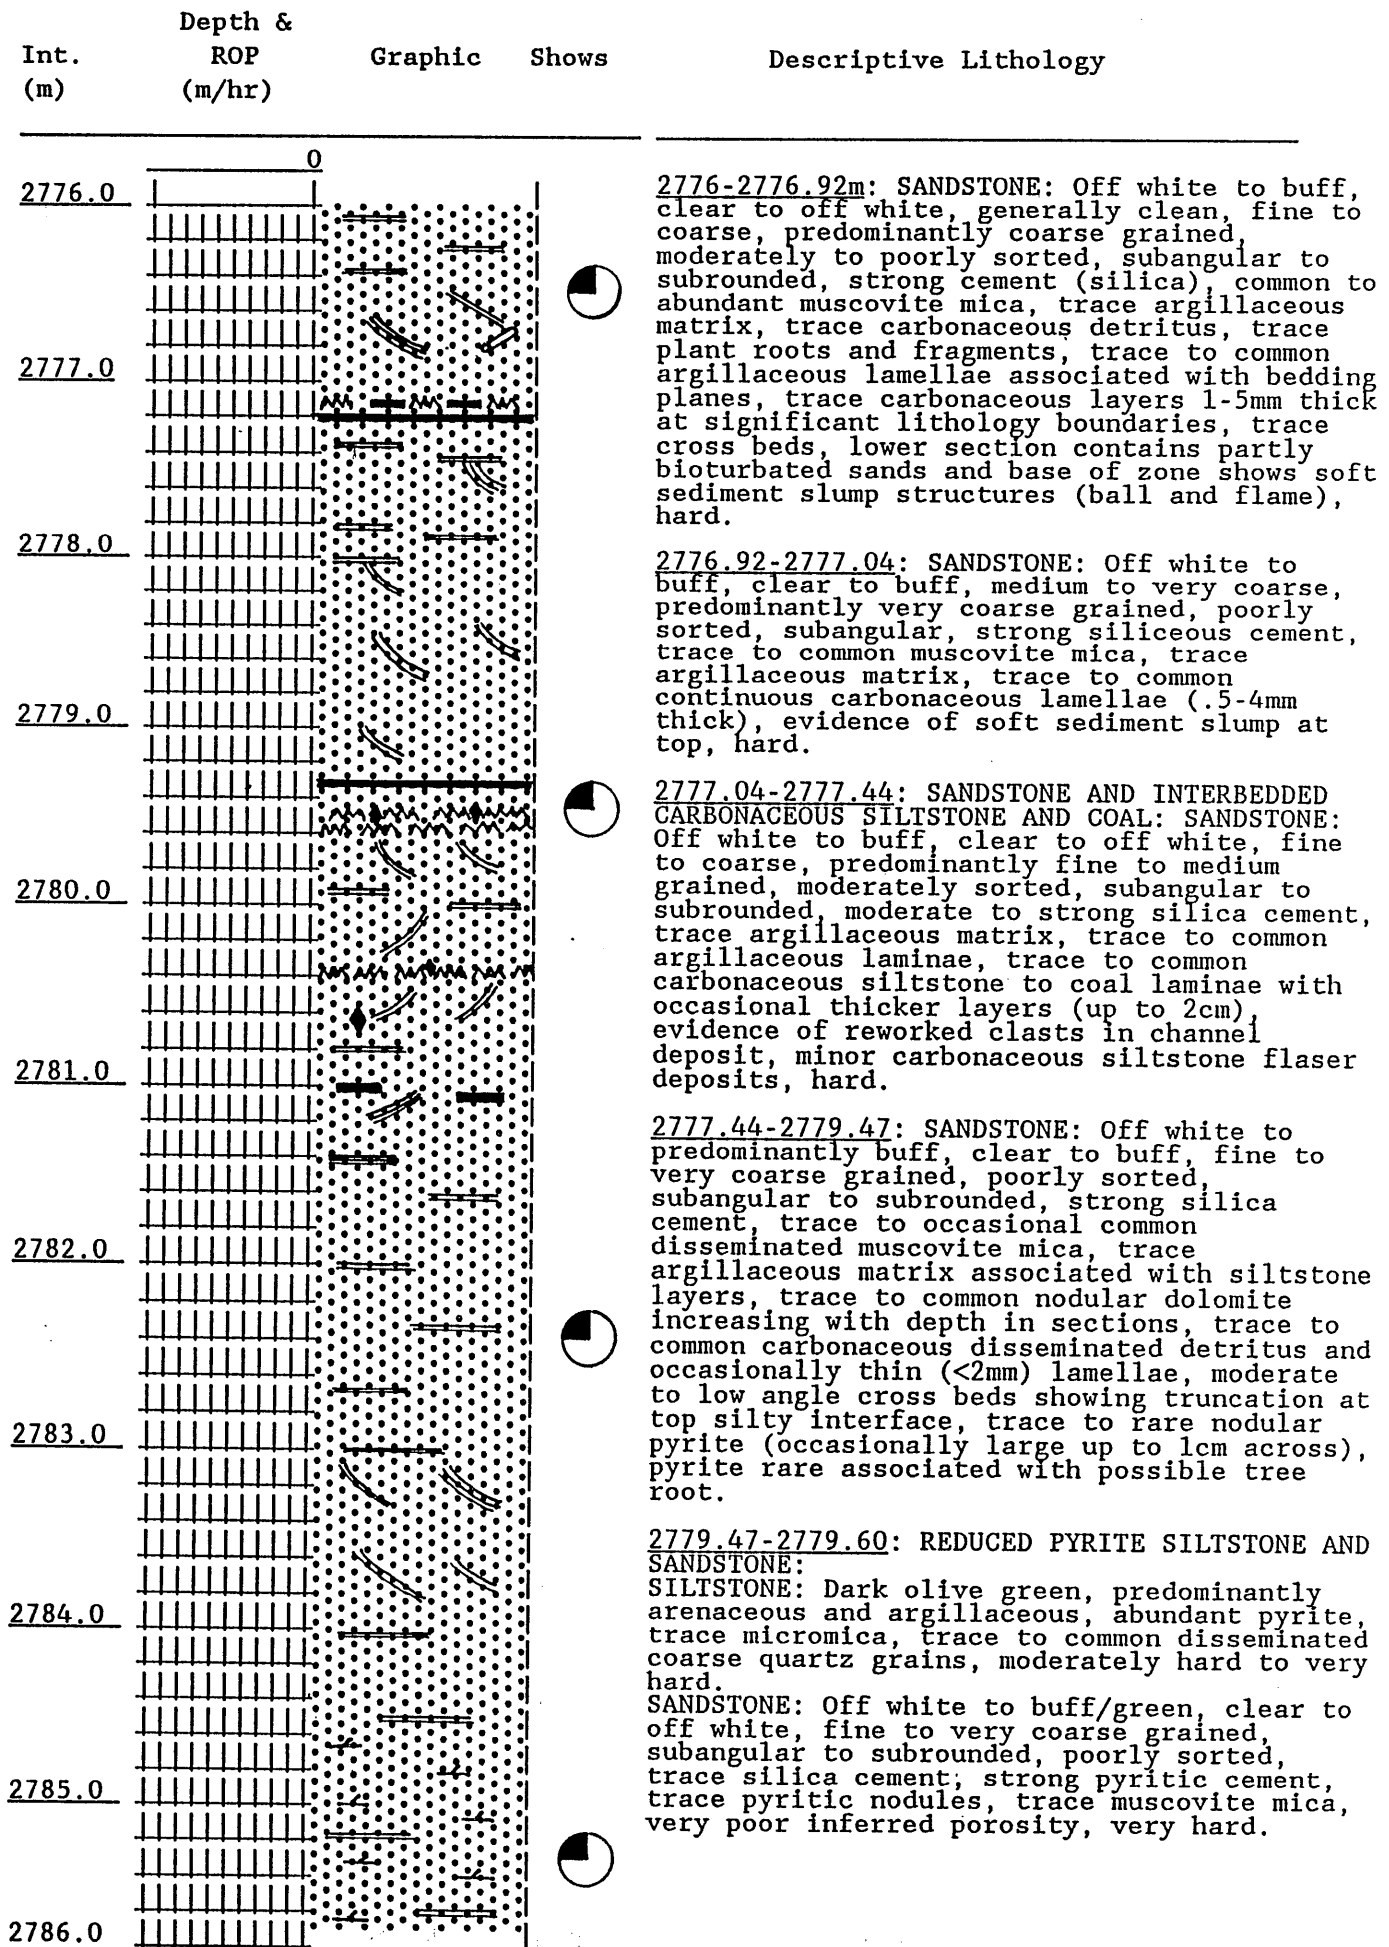 Depth &
Int. ROP Graphic Shows Descriptive Lithology
(m) (m/hr)
0
2776.0
2777.0
2778.0
2779.0
2780.0
2781.0
2782.0
2783.0
2784.0
2785.0
2786.0
2776-2776.92m: SANDSTONE: Off white to buff,
clear to off white, generally clean, fine to
coarse, predominantly coarse grained,
moderately to poorly sorted, subangular to
subrounded, strong cement (silica), common to
abundant muscovite mica, trace argillaceous
matrix, trace carbonaceous detritus, trace
plant roots and fragments, trace to common
argillaceous lamellae associated with bedding
planes, trace carbonaceous layers 1-5mm thick
at significant lithology boundaries, trace
cross beds, lower section contains partly
bioturbated sands and base of zone shows soft
sediment slump structures (ball and flame),
hard.
2776.92-2777.04: SANDSTONE: Off white to
buff, clear to buff, medium to very coarse,
predominantly very coarse grained, poorly
sorted, subangular, strong siliceous cement,
trace to common muscovite mica, trace
argillaceous matrix, trace to common
continuous carbonaceous lamellae (.5-4mm
thick), evidence of soft sediment slump at
top, hard.
2777.04-2777.44: SANDSTONE AND INTERBEDDED
CARBONACEOUS SILTSTONE AND COAL: SANDSTONE:
Off white to buff, clear to off white, fine
to coarse, predominantly fine to medium
grained, moderately sorted, subangular to
subrounded, moderate to strong silica cement,
trace argillaceous matrix, trace to common
argillaceous laminae, trace to common
carbonaceous siltstone to coal laminae with
occasional thicker layers (up to 2cm),
evidence of reworked clasts in channel
deposit, minor carbonaceous siltstone flaser
deposits, hard.
2777.44-2779.47: SANDSTONE: Off white to
predominantly buff, clear to buff, fine to
very coarse grained, poorly sorted,
subangular to subrounded, strong silica
cement, trace to occasional common
disseminated muscovite mica, trace
argillaceous matrix associated with siltstone
layers, trace to common nodular dolomite
increasing with depth in sections, trace to
common carbonaceous disseminated detritus and
occasionally thin (<2mm) lamellae, moderate
to low angle cross beds showing truncation at
top silty interface, trace to rare nodular
pyrite (occasionally large up to 1cm across),
pyrite rare associated with possible tree
root.
2779.47-2779.60: REDUCED PYRITE SILTSTONE AND
SANDSTONE:
SILTSTONE: Dark olive green, predominantly
arenaceous and argillaceous, abundant pyrite,
trace micromica, trace to common disseminated
coarse quartz grains, moderately hard to very
hard.
SANDSTONE: Off white to buff/green, clear to
off white, fine to very coarse grained,
subangular to subrounded, poorly sorted,
trace silica cement, strong pyritic cement,
trace pyritic nodules, trace muscovite mica,
very poor inferred porosity, very hard.